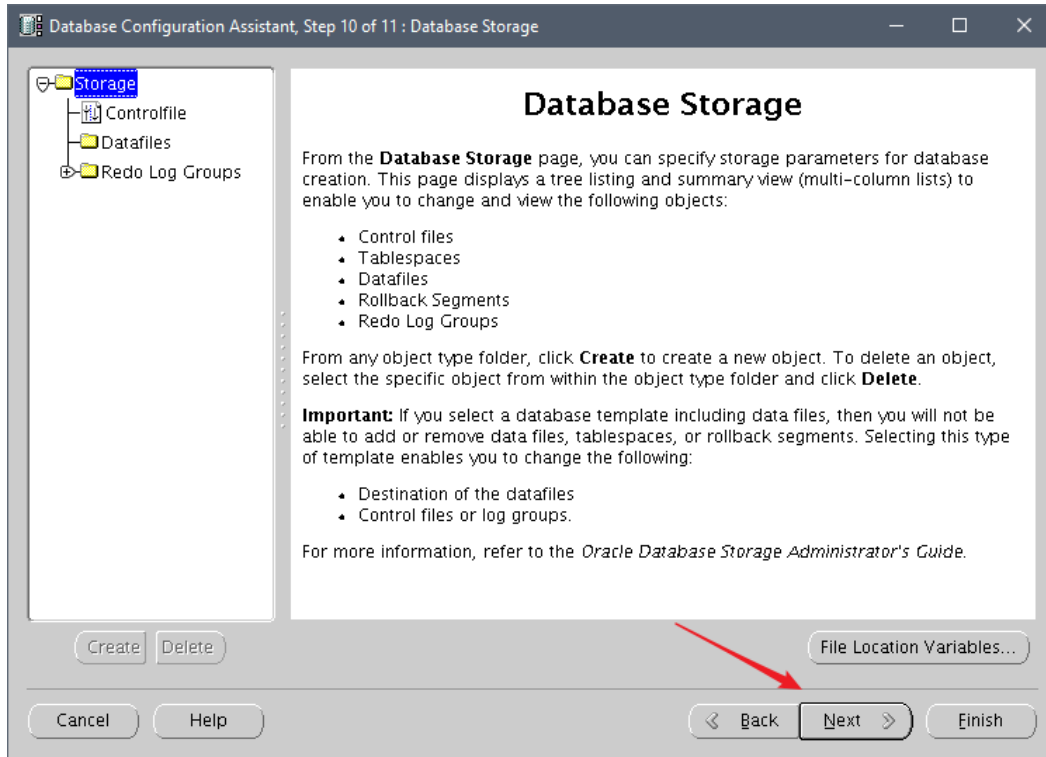 Database Configuration Assistant, Step 10 of 11 : Database Storage
Storage
Controlfile
Datafiles
Redo Log Groups
Database Storage
From the Database Storage page, you can specify storage parameters for database
creation. This page displays a tree listing and summary view (multi-column lists) to
enable you to change and view the following objects:
Control files
Tablespaces
Datafiles
Rollback Segments
Redo Log Groups
From any object type folder, click Create to create a new object. To delete an object,
select the specific object from within the object type folder and click Delete.
Important: If you select a database template including data files, then you will not be
able to add or remove data files, tablespaces, or rollback segments. Selecting this type
of template enables you to change the following:
Destination of the datafiles
Control files or log groups.
For more information, refer to the Oracle Database Storage Administrator's Guide.
Create Delete
File Location Variables...
Cancel Help Back Next Finish